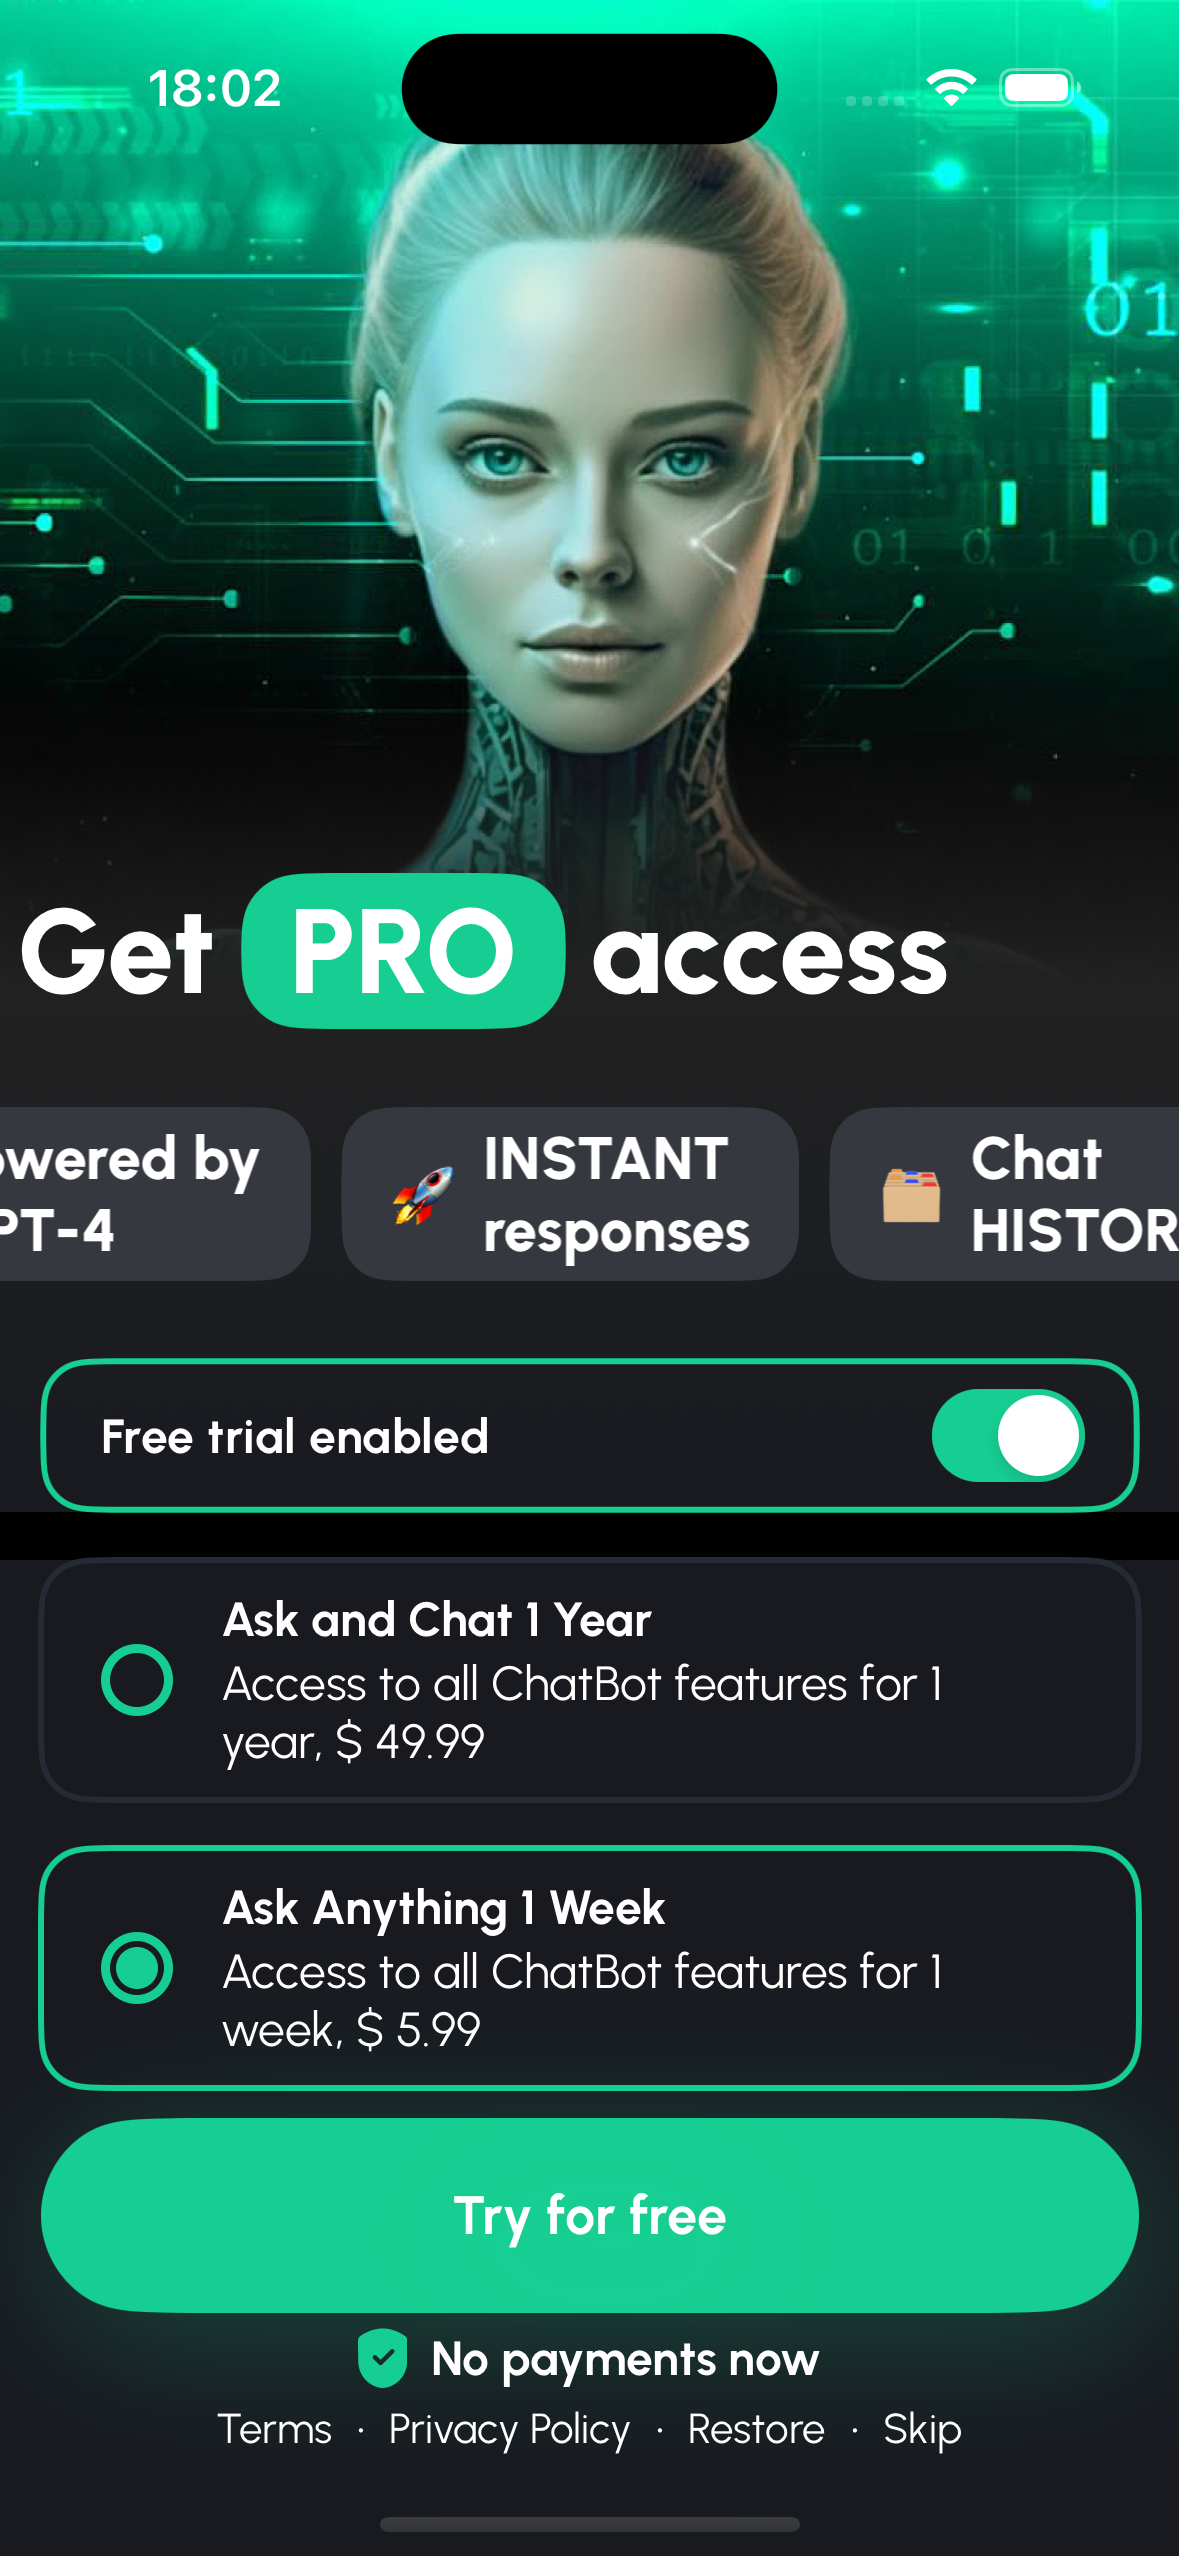 18:02
Get PRO access
owered by
PT-4
🚀 INSTANT
responses
🗂️ Chat
HISTOR
Free trial enabled
Ask and Chat 1 Year
Access to all ChatBot features for 1
year, $ 49.99
Ask Anything 1 Week
Access to all ChatBot features for 1
week, $ 5.99
Try for free
No payments now
Terms · Privacy Policy · Restore · Skip